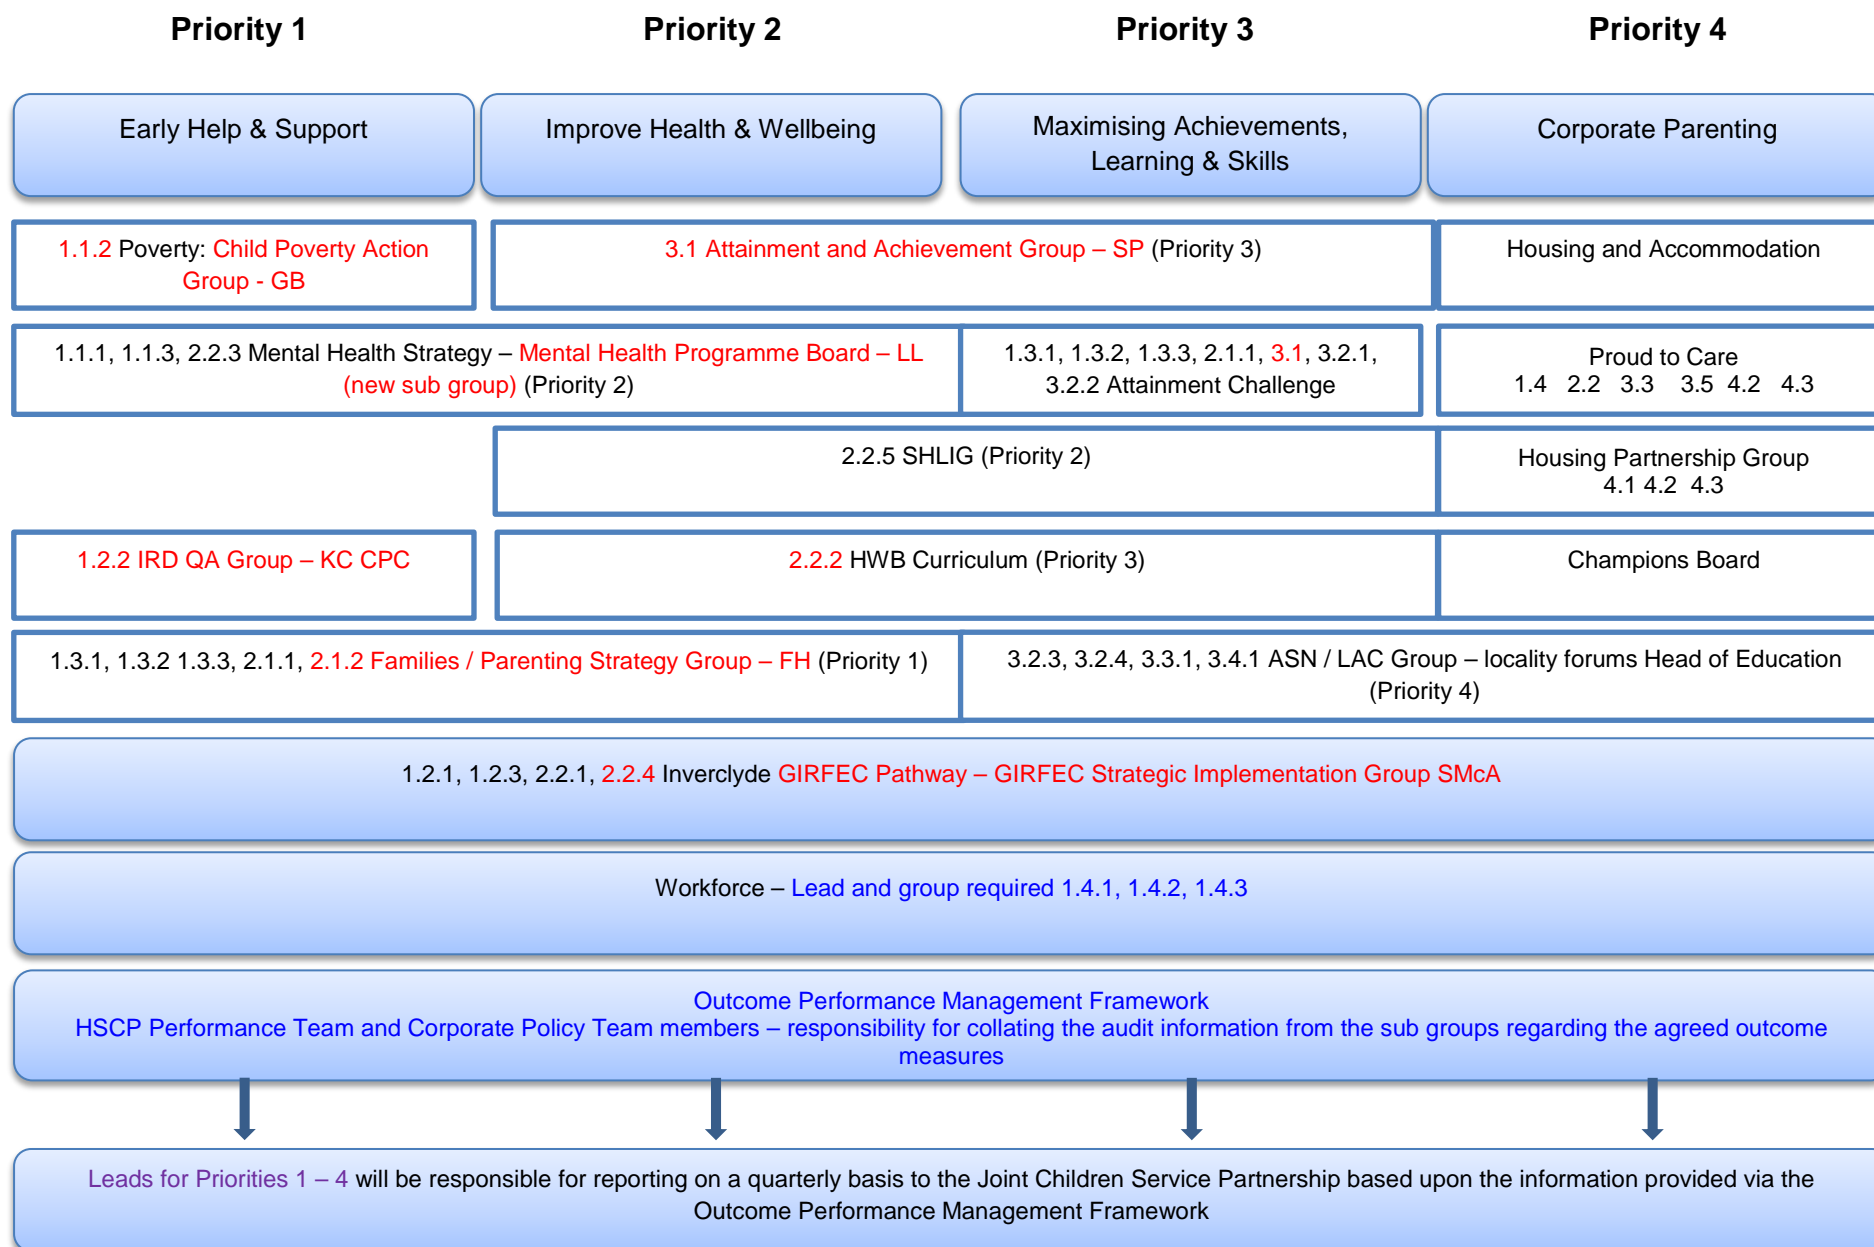 Priority 1
Priority 2
Priority 3
Priority 4
Early Help & Support
Improve Health & Wellbeing
Maximising Achievements,
Learning & Skills
Corporate Parenting
1.1.2 Poverty: Child Poverty Action
Group - GB
3.1 Attainment and Achievement Group – SP (Priority 3)
Housing and Accommodation
1.1.1, 1.1.3, 2.2.3 Mental Health Strategy – Mental Health Programme Board – LL
(new sub group) (Priority 2)
1.3.1, 1.3.2, 1.3.3, 2.1.1, 3.1, 3.2.1,
3.2.2 Attainment Challenge
Proud to Care
1.4 2.2 3.3 3.5 4.2 4.3
2.2.5 SHLIG (Priority 2)
Housing Partnership Group
4.1 4.2 4.3
1.2.2 IRD QA Group – KC CPC
2.2.2 HWB Curriculum (Priority 3)
Champions Board
1.3.1, 1.3.2 1.3.3, 2.1.1, 2.1.2 Families / Parenting Strategy Group – FH (Priority 1)
3.2.3, 3.2.4, 3.3.1, 3.4.1 ASN / LAC Group – locality forums Head of Education
(Priority 4)
1.2.1, 1.2.3, 2.2.1, 2.2.4 Inverclyde GIRFEC Pathway – GIRFEC Strategic Implementation Group SMcA
Workforce – Lead and group required 1.4.1, 1.4.2, 1.4.3
Outcome Performance Management Framework
HSCP Performance Team and Corporate Policy Team members – responsibility for collating the audit information from the sub groups regarding the agreed outcome
measures
Leads for Priorities 1 – 4 will be responsible for reporting on a quarterly basis to the Joint Children Service Partnership based upon the information provided via the
Outcome Performance Management Framework